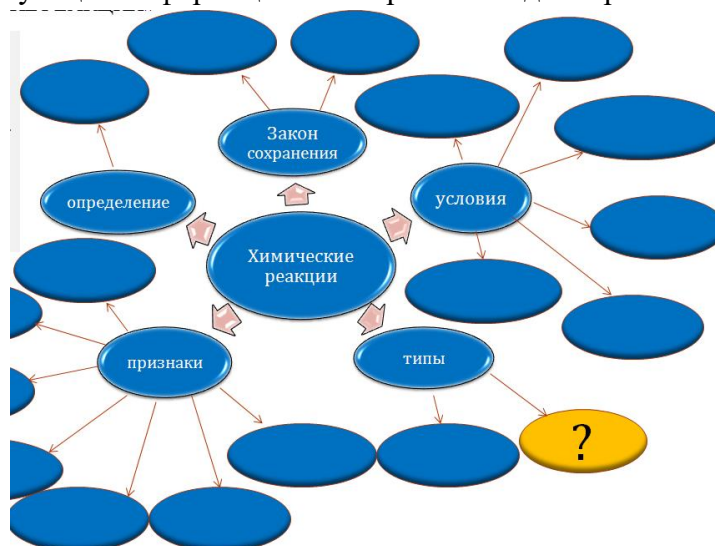 Закон
сохранения
определение
условия
Химические
реакции
признаки
типы
?